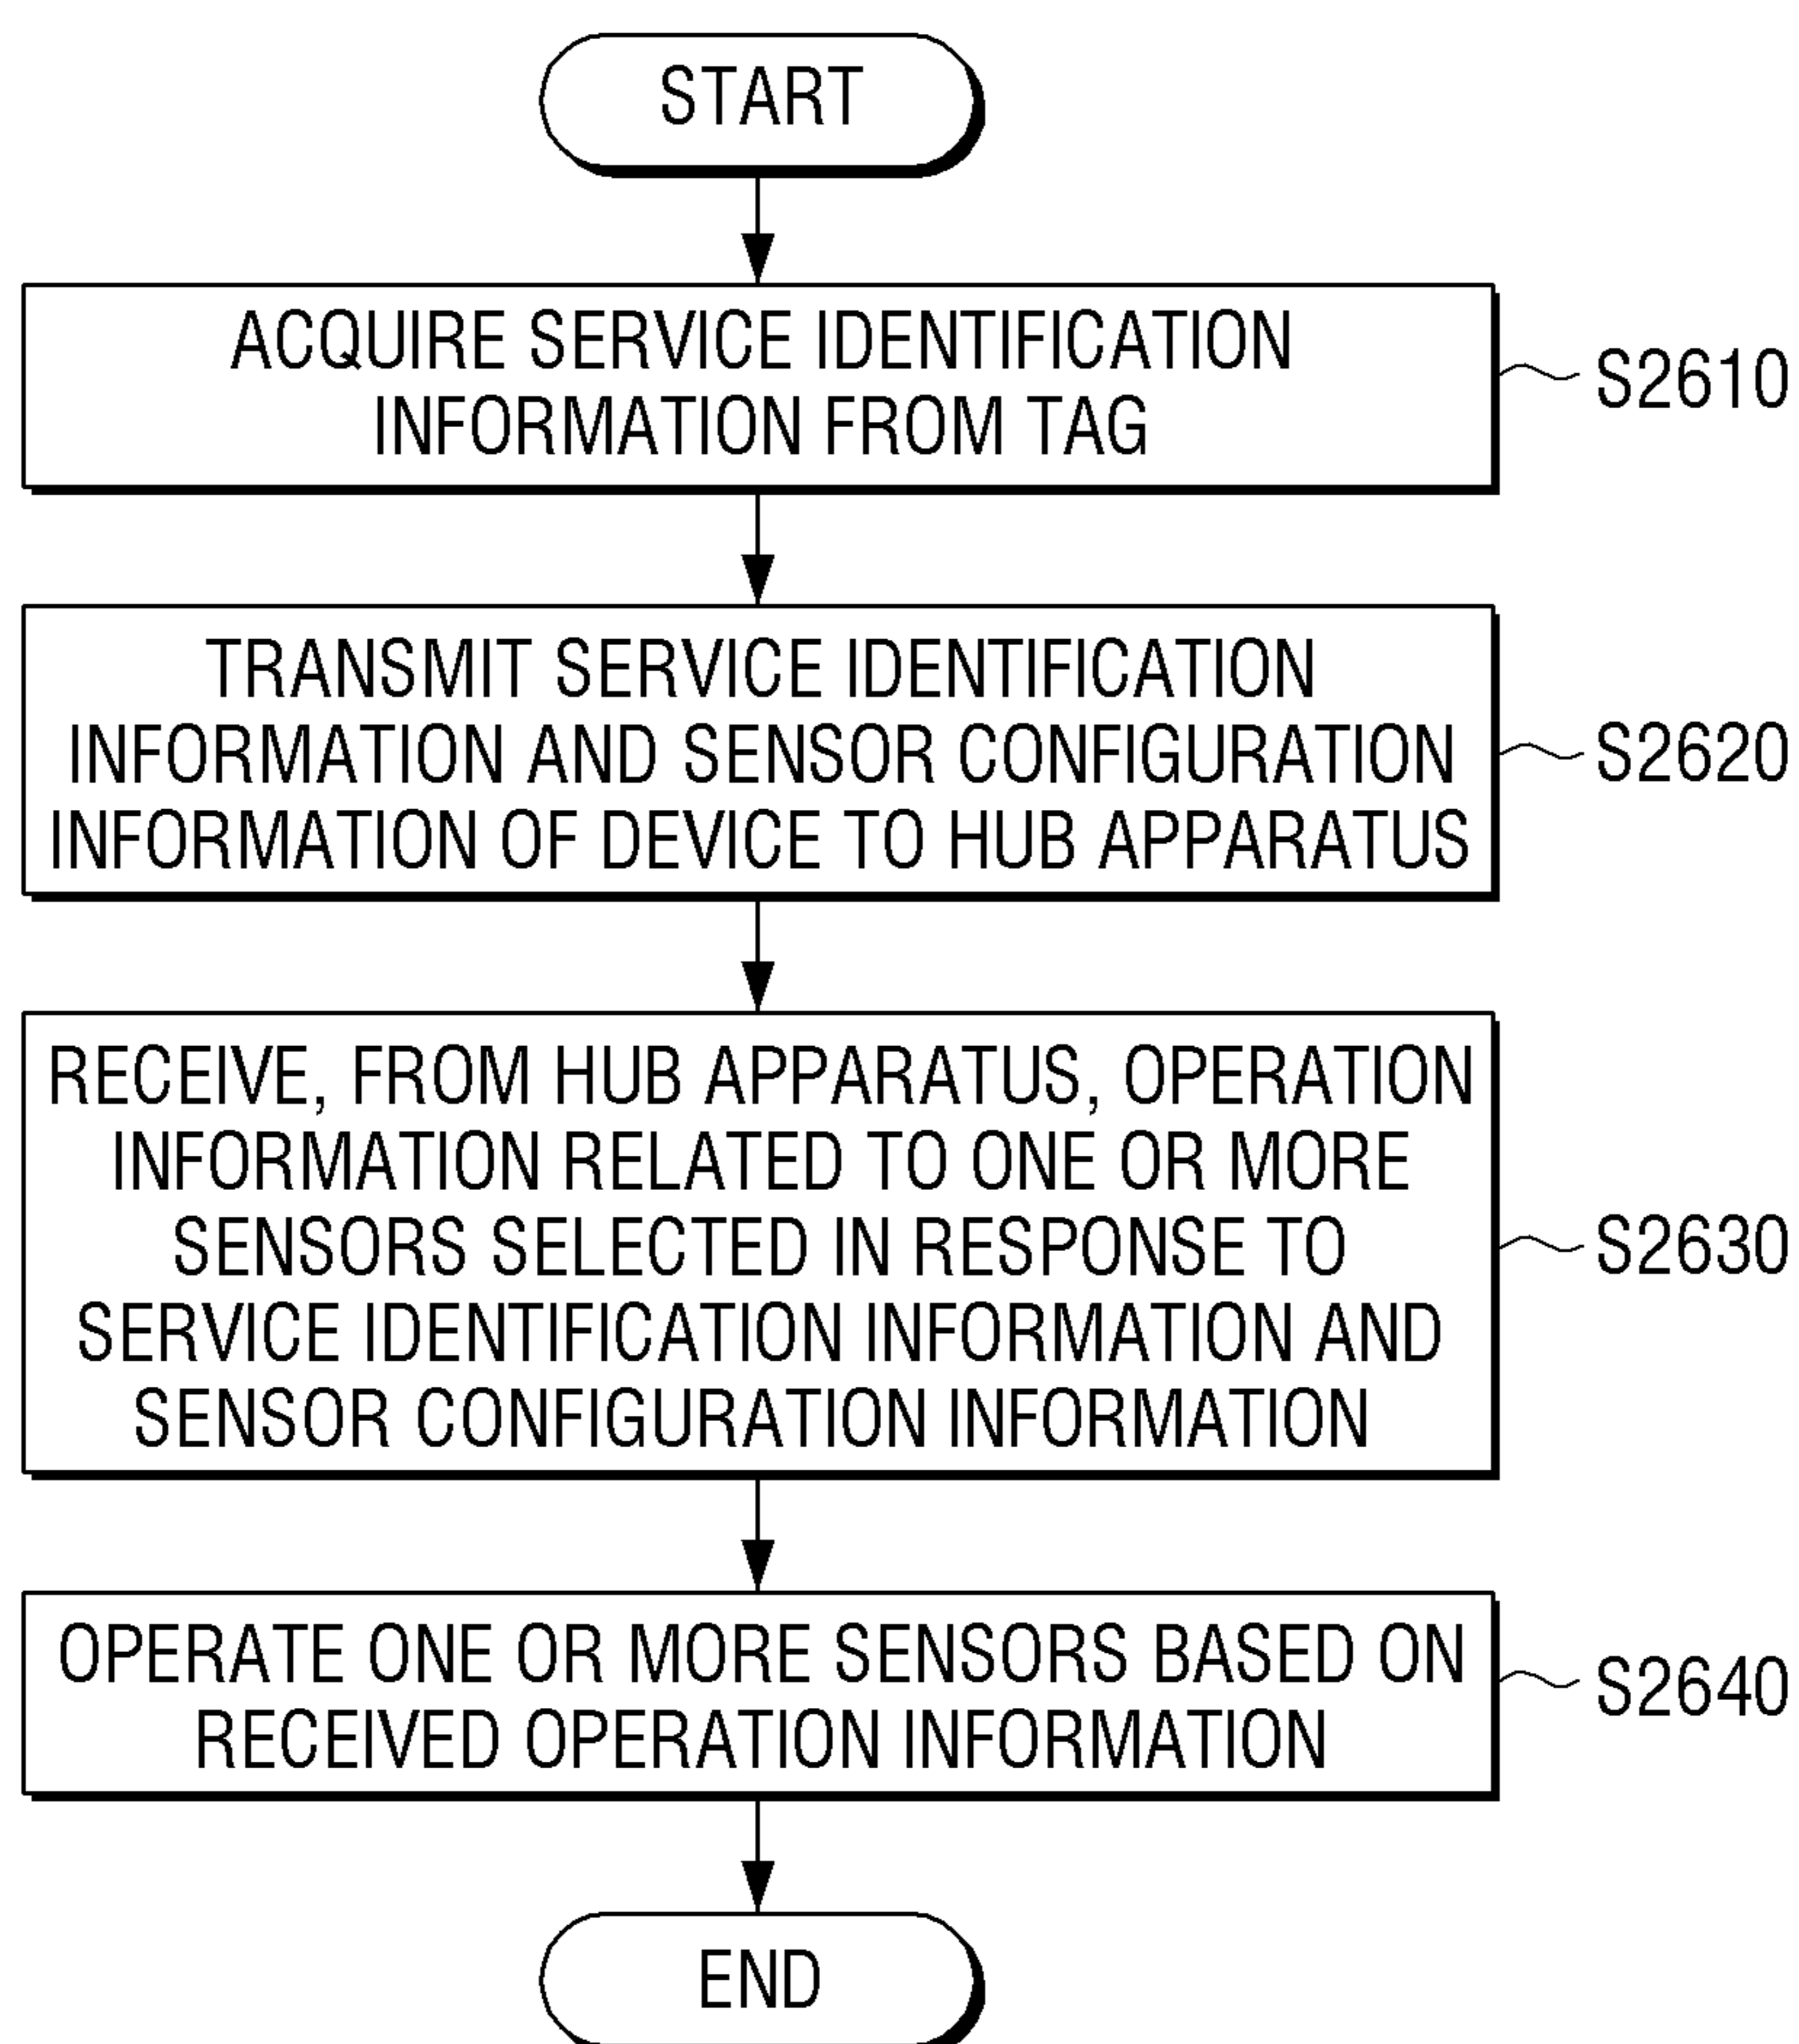 START
ACQUIRE SERVICE IDENTIFICATION
INFORMATION FROM TAG
S2610
TRANSMIT SERVICE IDENTIFICATION
INFORMATION AND SENSOR CONFIGURATION
INFORMATION OF DEVICE TO HUB APPARATUS
S2620
RECEIVE, FROM HUB APPARATUS, OPERATION
INFORMATION RELATED TO ONE OR MORE
SENSORS SELECTED IN RESPONSE TO
SERVICE IDENTIFICATION INFORMATION AND
SENSOR CONFIGURATION INFORMATION
S2630
OPERATE ONE OR MORE SENSORS BASED ON
RECEIVED OPERATION INFORMATION
S2640
END